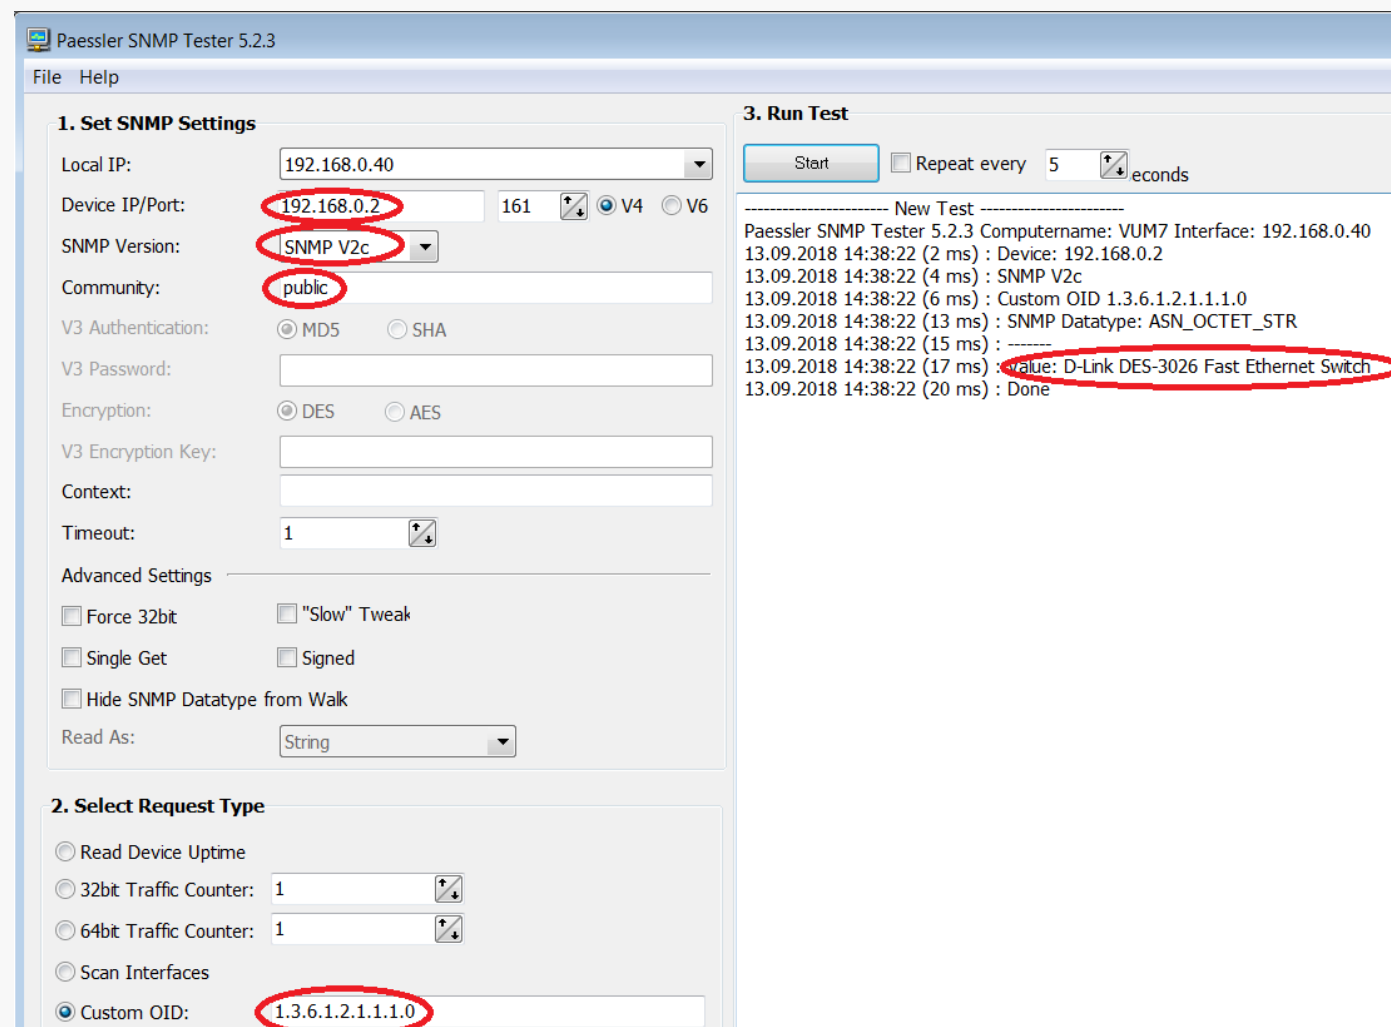 Paessler SNMP Tester 5.2.3
File Help
1. Set SNMP Settings
Local IP: 192.168.0.40
Device IP/Port: 192.168.0.2 161 V4 V6
SNMP Version: SNMP V2c
Community: public
V3 Authentication: MD5 SHA
V3 Password:
Encryption: DES AES
V3 Encryption Key:
Context:
Timeout: 1
Advanced Settings
Force 32bit "Slow" Tweak
Single Get Signed
Hide SNMP Datatype from Walk
Read As: String
2. Select Request Type
Read Device Uptime
32bit Traffic Counter: 1
64bit Traffic Counter: 1
Scan Interfaces
Custom OID: 1.3.6.1.2.1.1.1.0
3. Run Test
Start Repeat every 5 econds
----------------------- New Test -----------------------
Paessler SNMP Tester 5.2.3 Computername: VUM7 Interface: 192.168.0.40
13.09.2018 14:38:22 (2 ms) : Device: 192.168.0.2
13.09.2018 14:38:22 (4 ms) : SNMP V2c
13.09.2018 14:38:22 (6 ms) : Custom OID 1.3.6.1.2.1.1.1.0
13.09.2018 14:38:22 (13 ms) : SNMP Datatype: ASN_OCTET_STR
13.09.2018 14:38:22 (15 ms) : -------
13.09.2018 14:38:22 (17 ms) : Value: D-Link DES-3026 Fast Ethernet Switch
13.09.2018 14:38:22 (20 ms) : Done